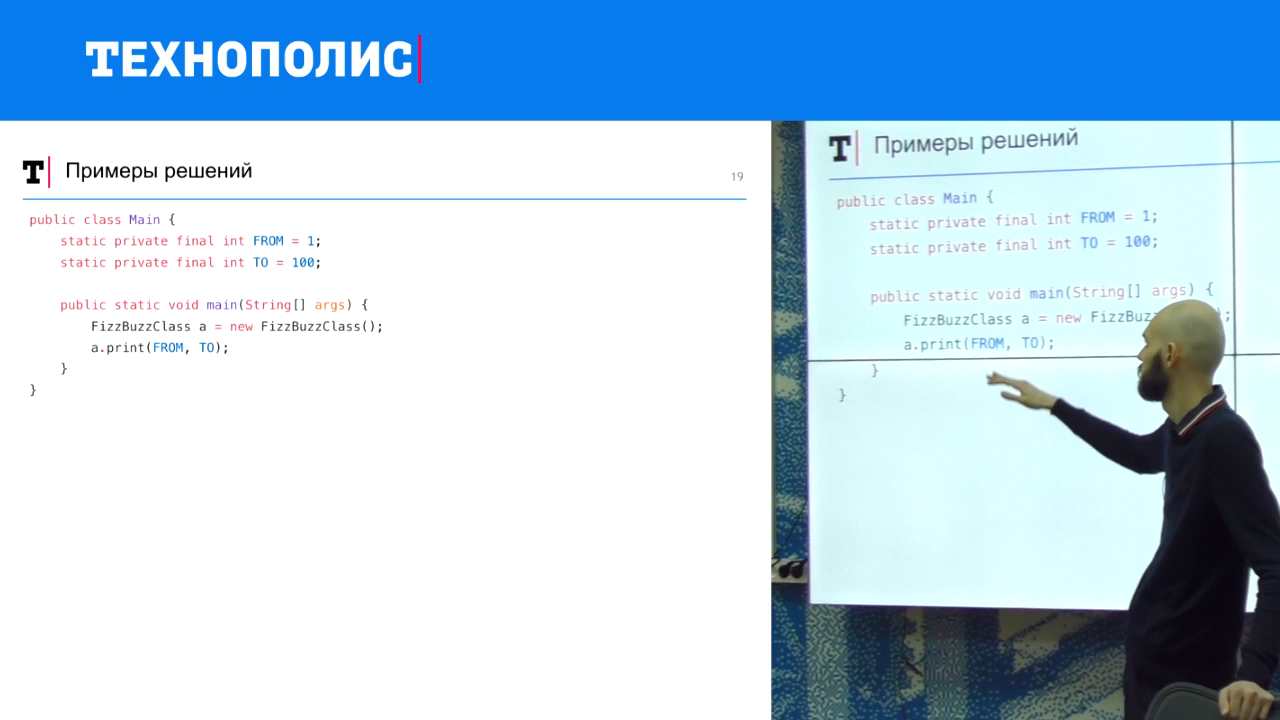 ТЕХНОПОЛИС
Т Примеры решений
19
public class Main {
    static private final int FROM = 1;
    static private final int TO = 100;
    public static void main(String[] args) {
        FizzBuzzClass a = new FizzBuzzClass();
        a.print(FROM, TO);
    }
}
Т Примеры решений
public class Main {
    static private final int FROM = 1;
    static private final int TO = 100;
    public static void main(String[] args) {
        FizzBuzzClass a = new ();
        a.print(FROM, TO);
    }
}